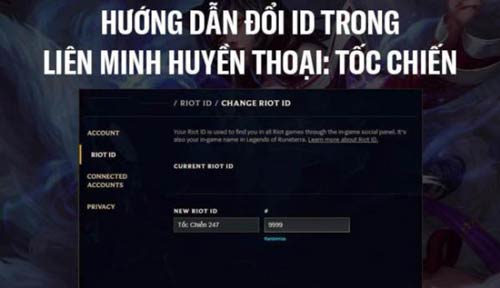 HƯỚNG DẪN ĐỔI ID TRONG
LIÊN MINH HUYỀN THOẠI: TỐC CHIẾN
/ RIOT ID / CHANGE RIOT ID
ACCOUNT
RIOT ID
CONNECTED
ACCOUNTS
PRIVACY
Your Riot ID is used to find you in all Riot games through the in-game social panel. It's
also your in-game name in Legends of Runeterra. Learn more about Riot ID.
CURRENT RIOT ID
NEW RIOT ID #
Tốc Chiến 247 9999
Randomize